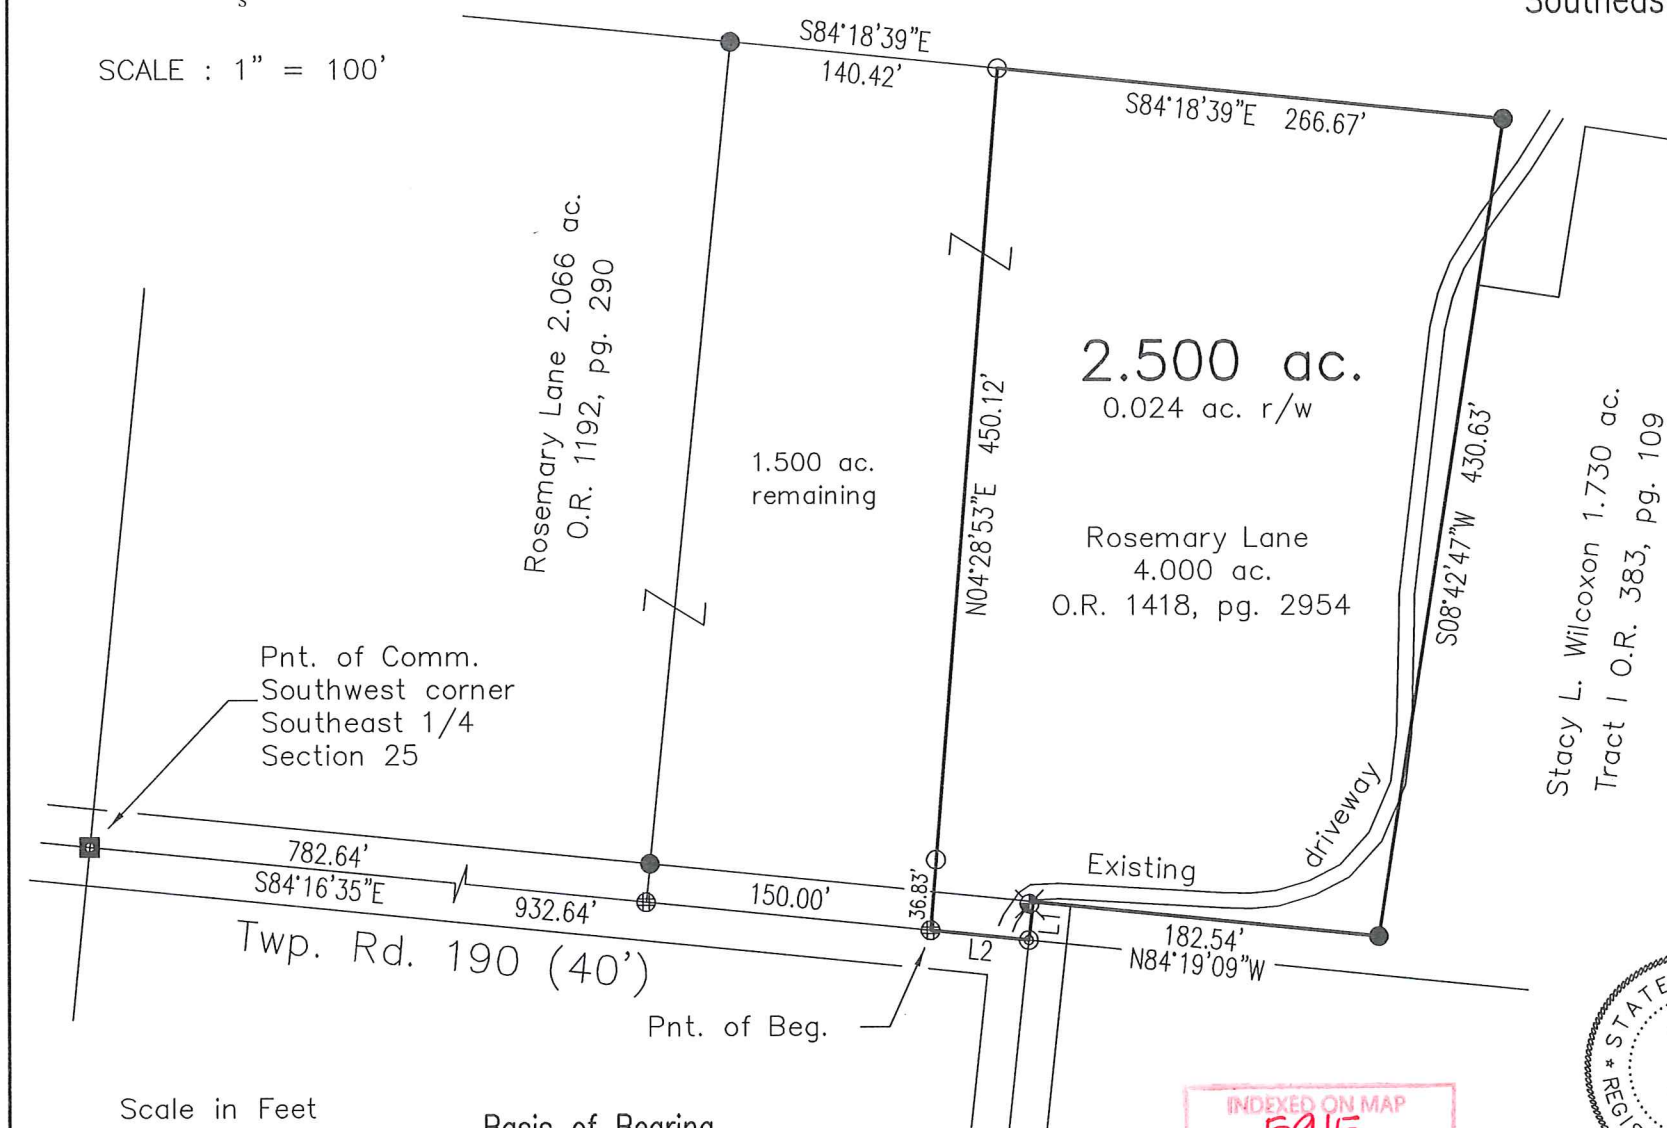 S
SCALE : 1" = 100'
S84°18'39"E
140.42'
S84°18'39"E 266.67'
Rosemary Lane 2.066 ac.
O.R. 1192, pg. 290
2.500 ac.
0.024 ac. r/w
N04°28'53"E 450.12'
1.500 ac.
remaining
Rosemary Lane
4.000 ac.
O.R. 1418, pg. 2954
S08°42'47"W 430.63'
Stacy L. Wilcoxon 1.730 ac.
Tract I O.R. 383, pg. 109
Pnt. of Comm.
Southwest corner
Southeast 1/4
Section 25
782.64'
S84°16'35"E
932.64'
150.00'
36.83'
Existing
driveway
L1
L2
182.54'
N84°19'09"W
Twp. Rd. 190 (40')
Pnt. of Beg.
Scale in Feet
Basis of Bearing
INDEXED ON MAP
STATE
* REGI